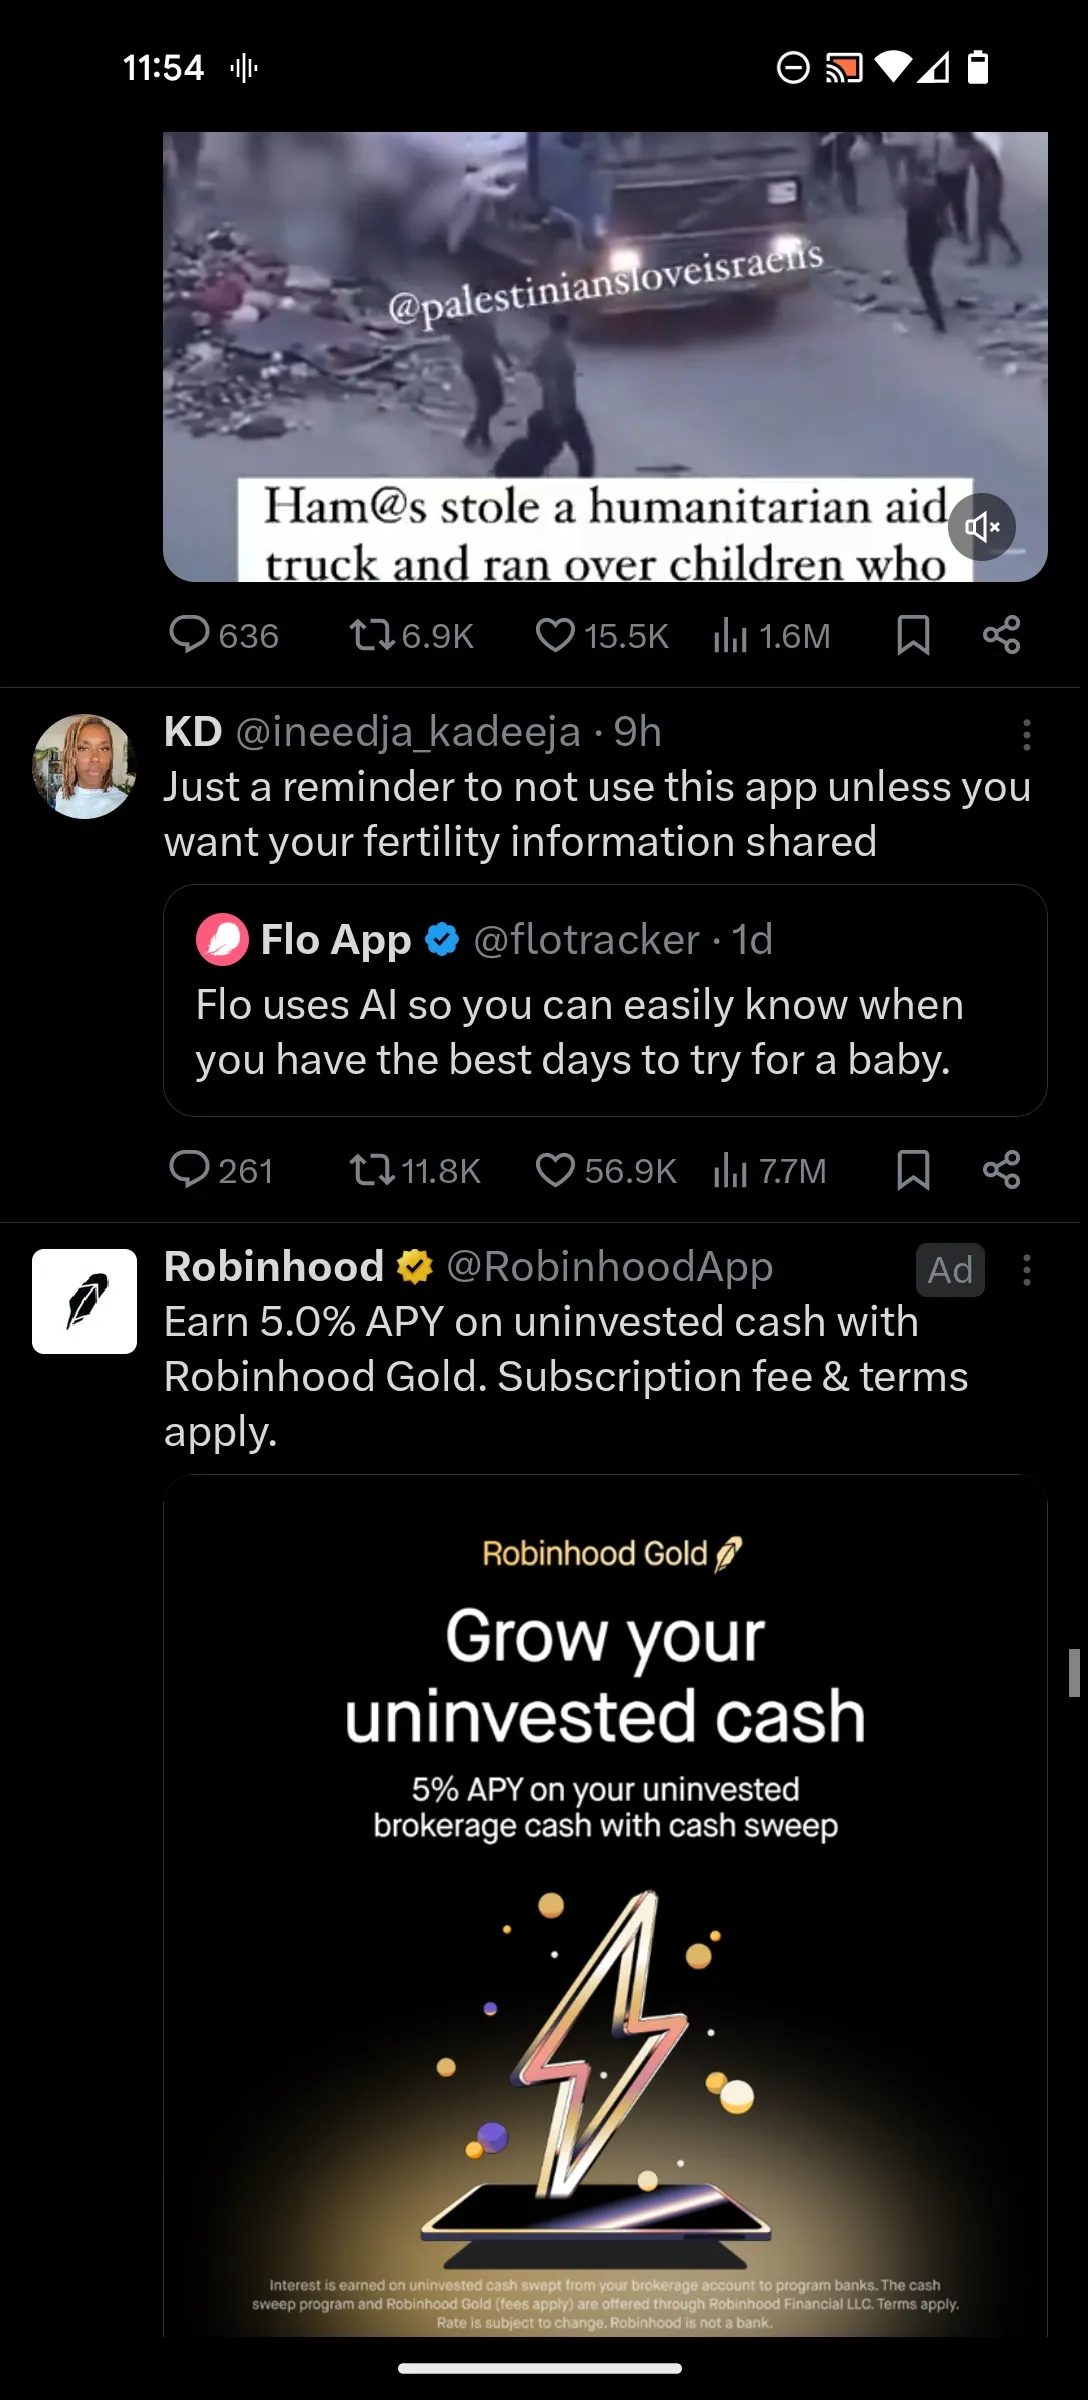 11:54
@palestiniansloveisraelis
Ham@s stole a humanitarian aid
truck and ran over children who
636 6.9K 15.5K 1.6M
KD @ineedja_kadeeja · 9h
Just a reminder to not use this app unless you
want your fertility information shared
Flo App @flotracker · 1d
Flo uses AI so you can easily know when
you have the best days to try for a baby.
261 11.8K 56.9K 7.7M
Robinhood @RobinhoodApp Ad
Earn 5.0% APY on uninvested cash with
Robinhood Gold. Subscription fee & terms
apply.
Robinhood Gold
Grow your
uninvested cash
5% APY on your uninvested
brokerage cash with cash sweep
Interest is earned on uninvested cash swept from your brokerage account to program banks. The cash
sweep program and Robinhood Gold (fees apply) are offered through Robinhood Financial LLC. Terms apply.
Rate is subject to change. Robinhood is not a bank.